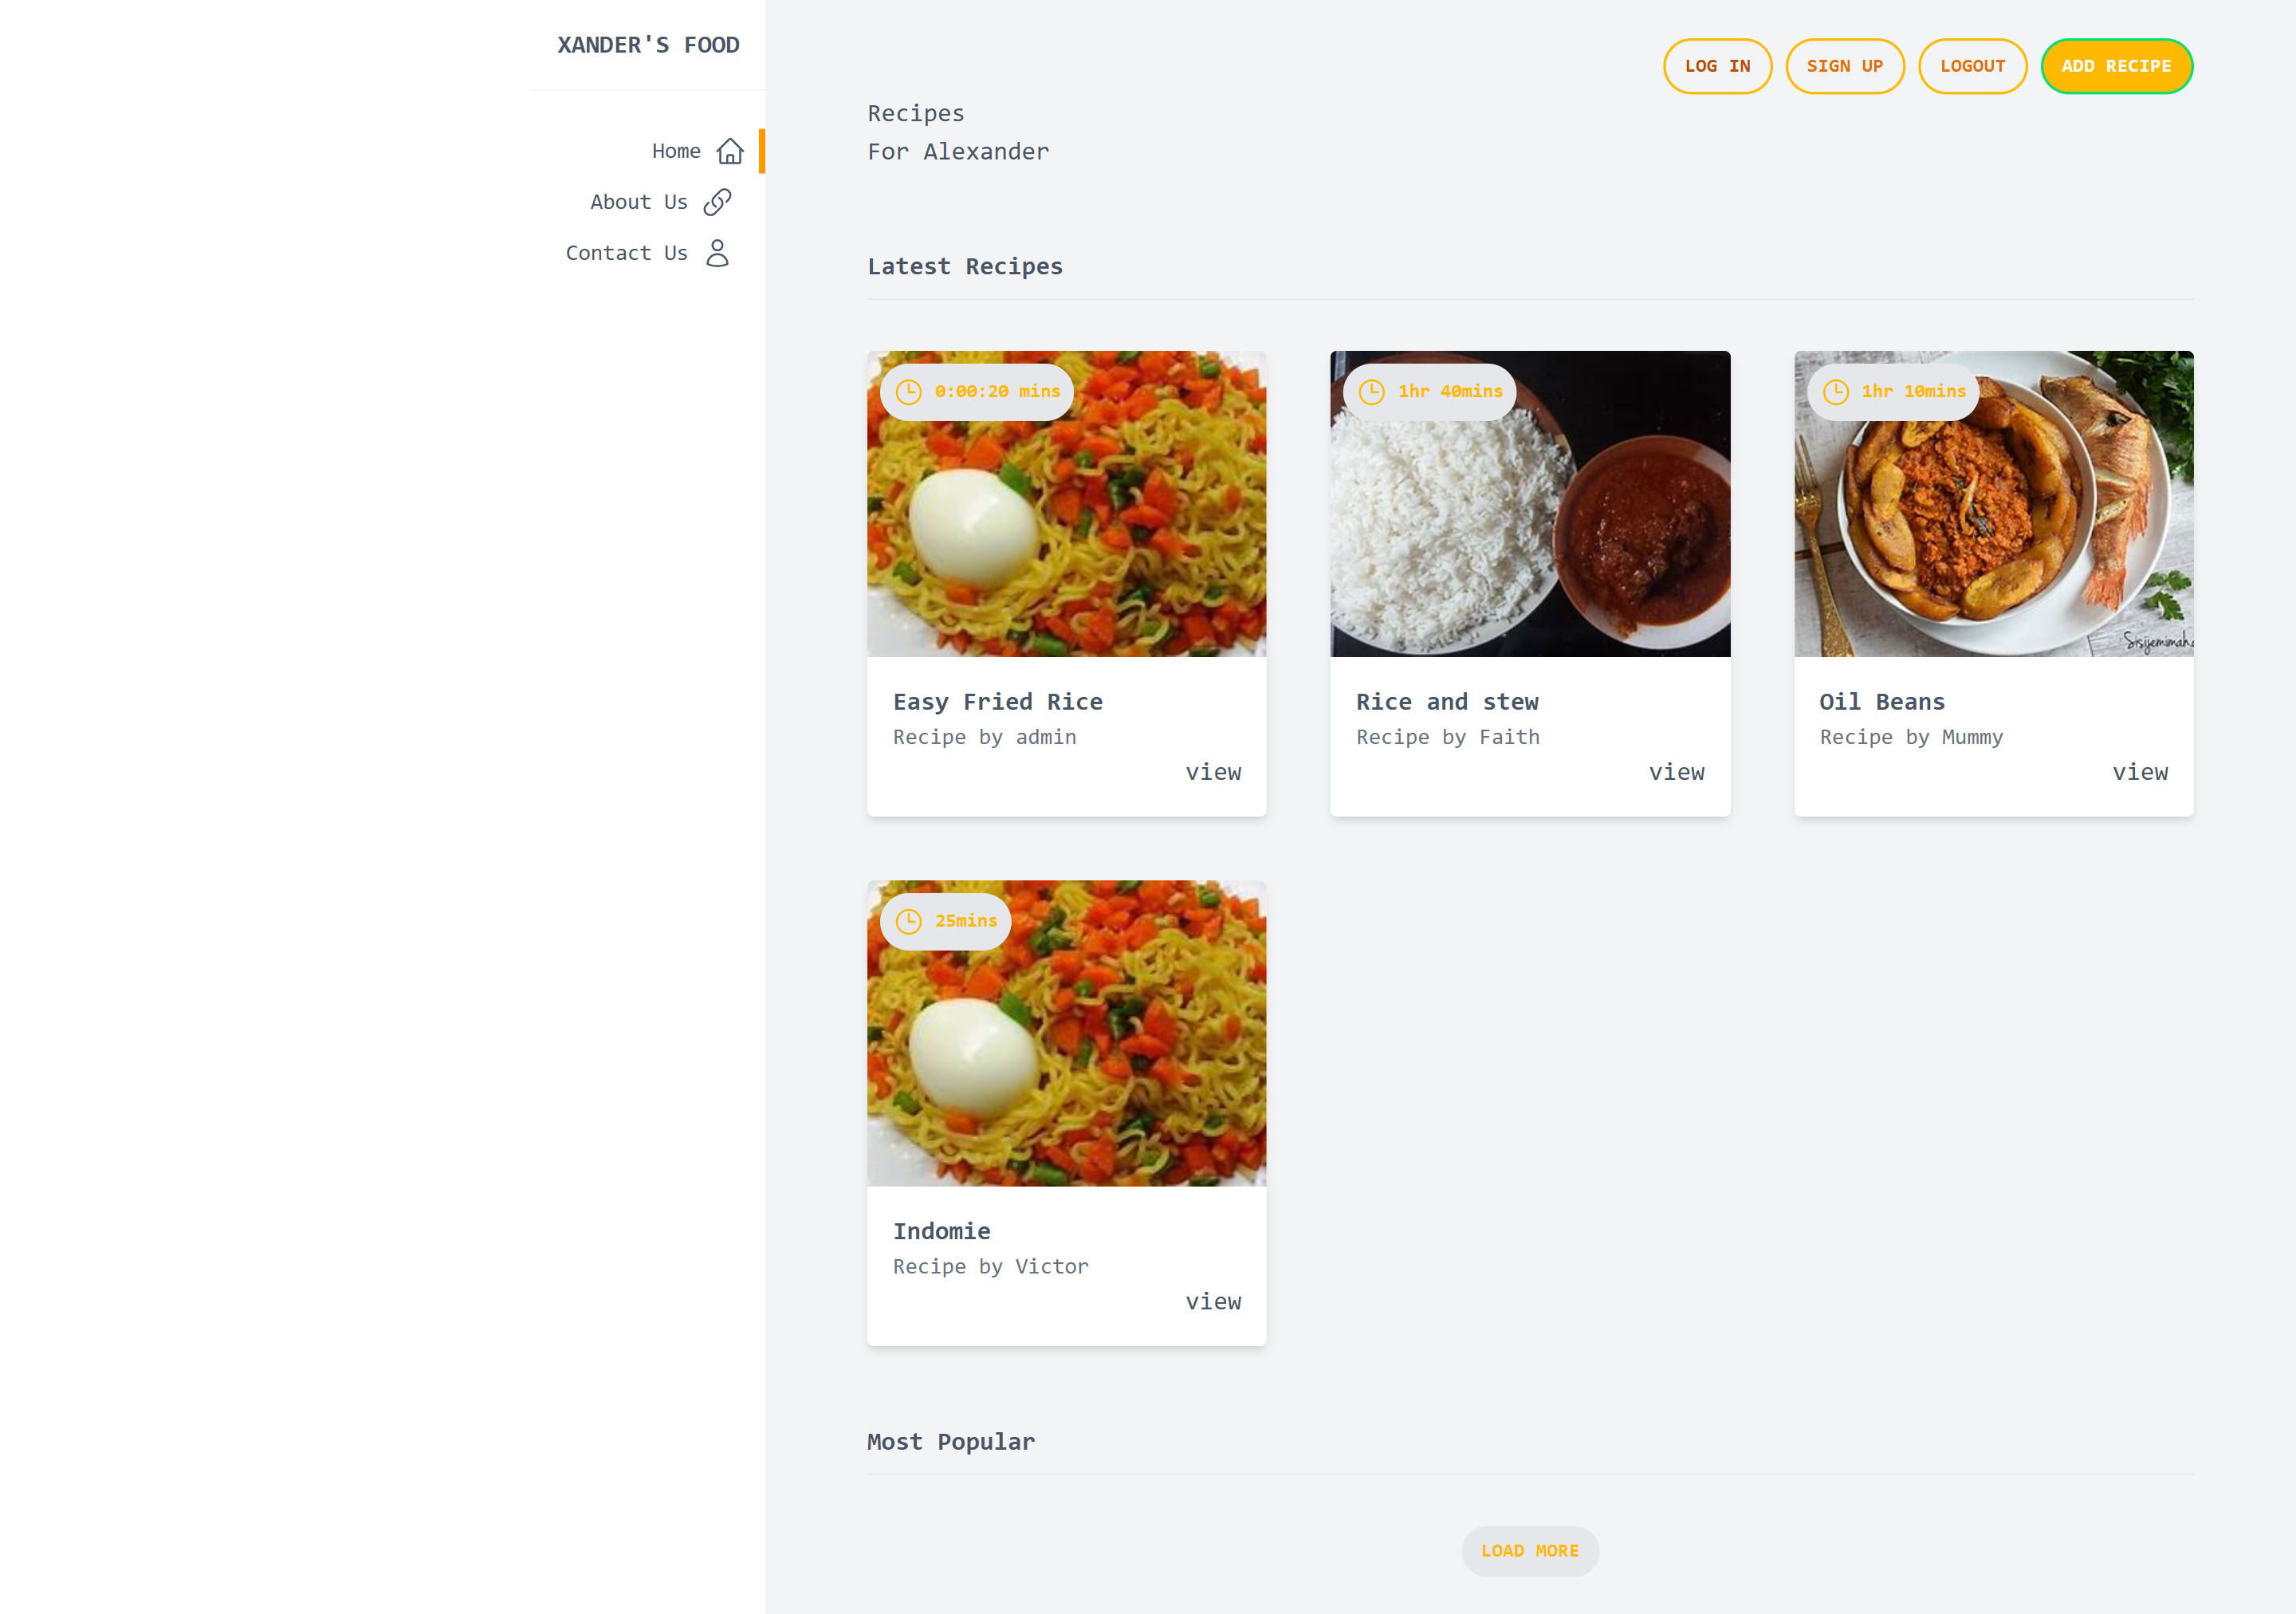 XANDER'S FOOD
Home
About Us
Contact Us
LOG IN
SIGN UP
LOGOUT
ADD RECIPE
Recipes
For Alexander
Latest Recipes
0:00:20 mins
Easy Fried Rice
Recipe by admin
view
1hr 40mins
Rice and stew
Recipe by Faith
view
1hr 10mins
Sisijemimah
Oil Beans
Recipe by Mummy
view
25mins
Indomie
Recipe by Victor
view
Most Popular
LOAD MORE